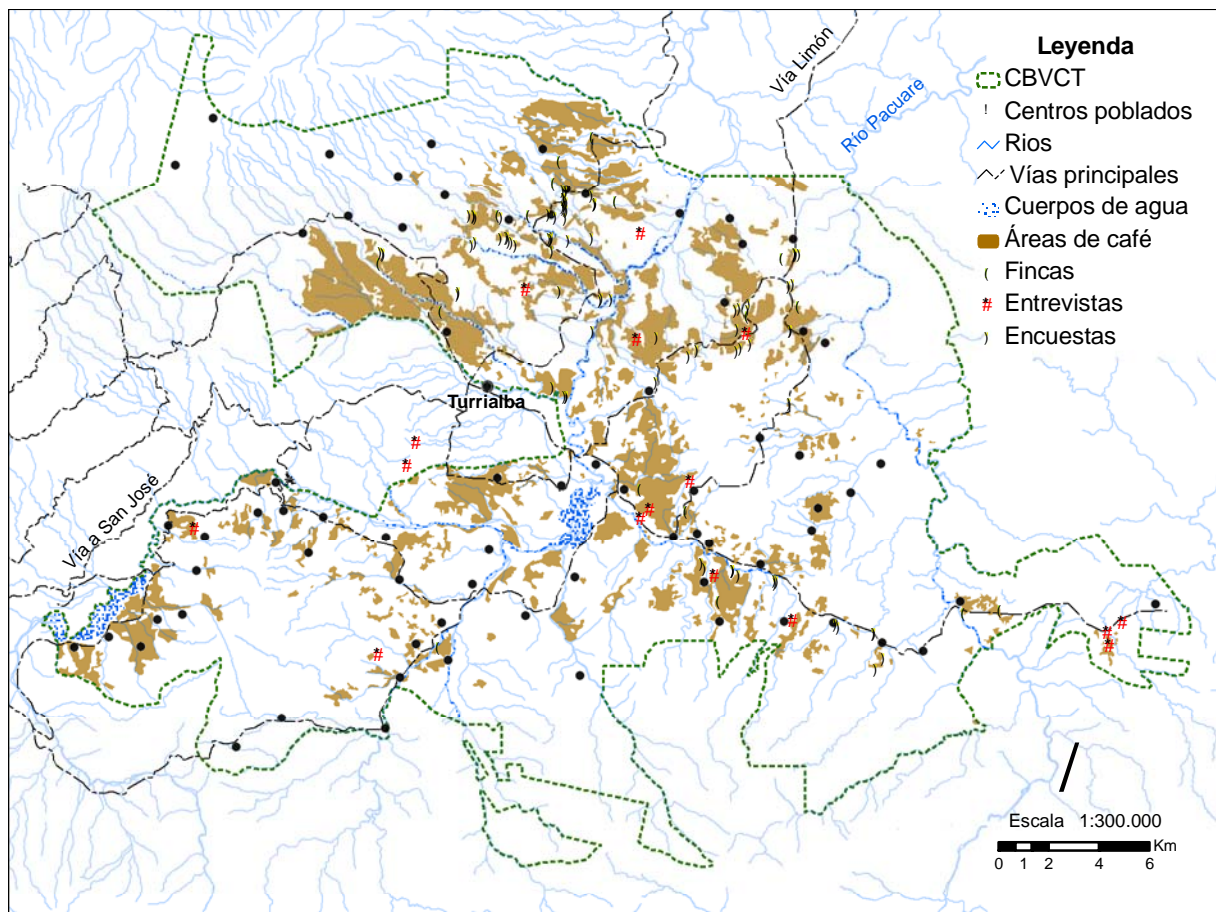 Leyenda
CBVCT
Centros poblados
Rios
Vías principales
Cuerpos de agua
Áreas de café
Fincas
Entrevistas
Encuestas
Vía Limón
Río Pacuare
Turrialba
Vía a San José
Escala 1:300.000
Km
0 1 2 4 6